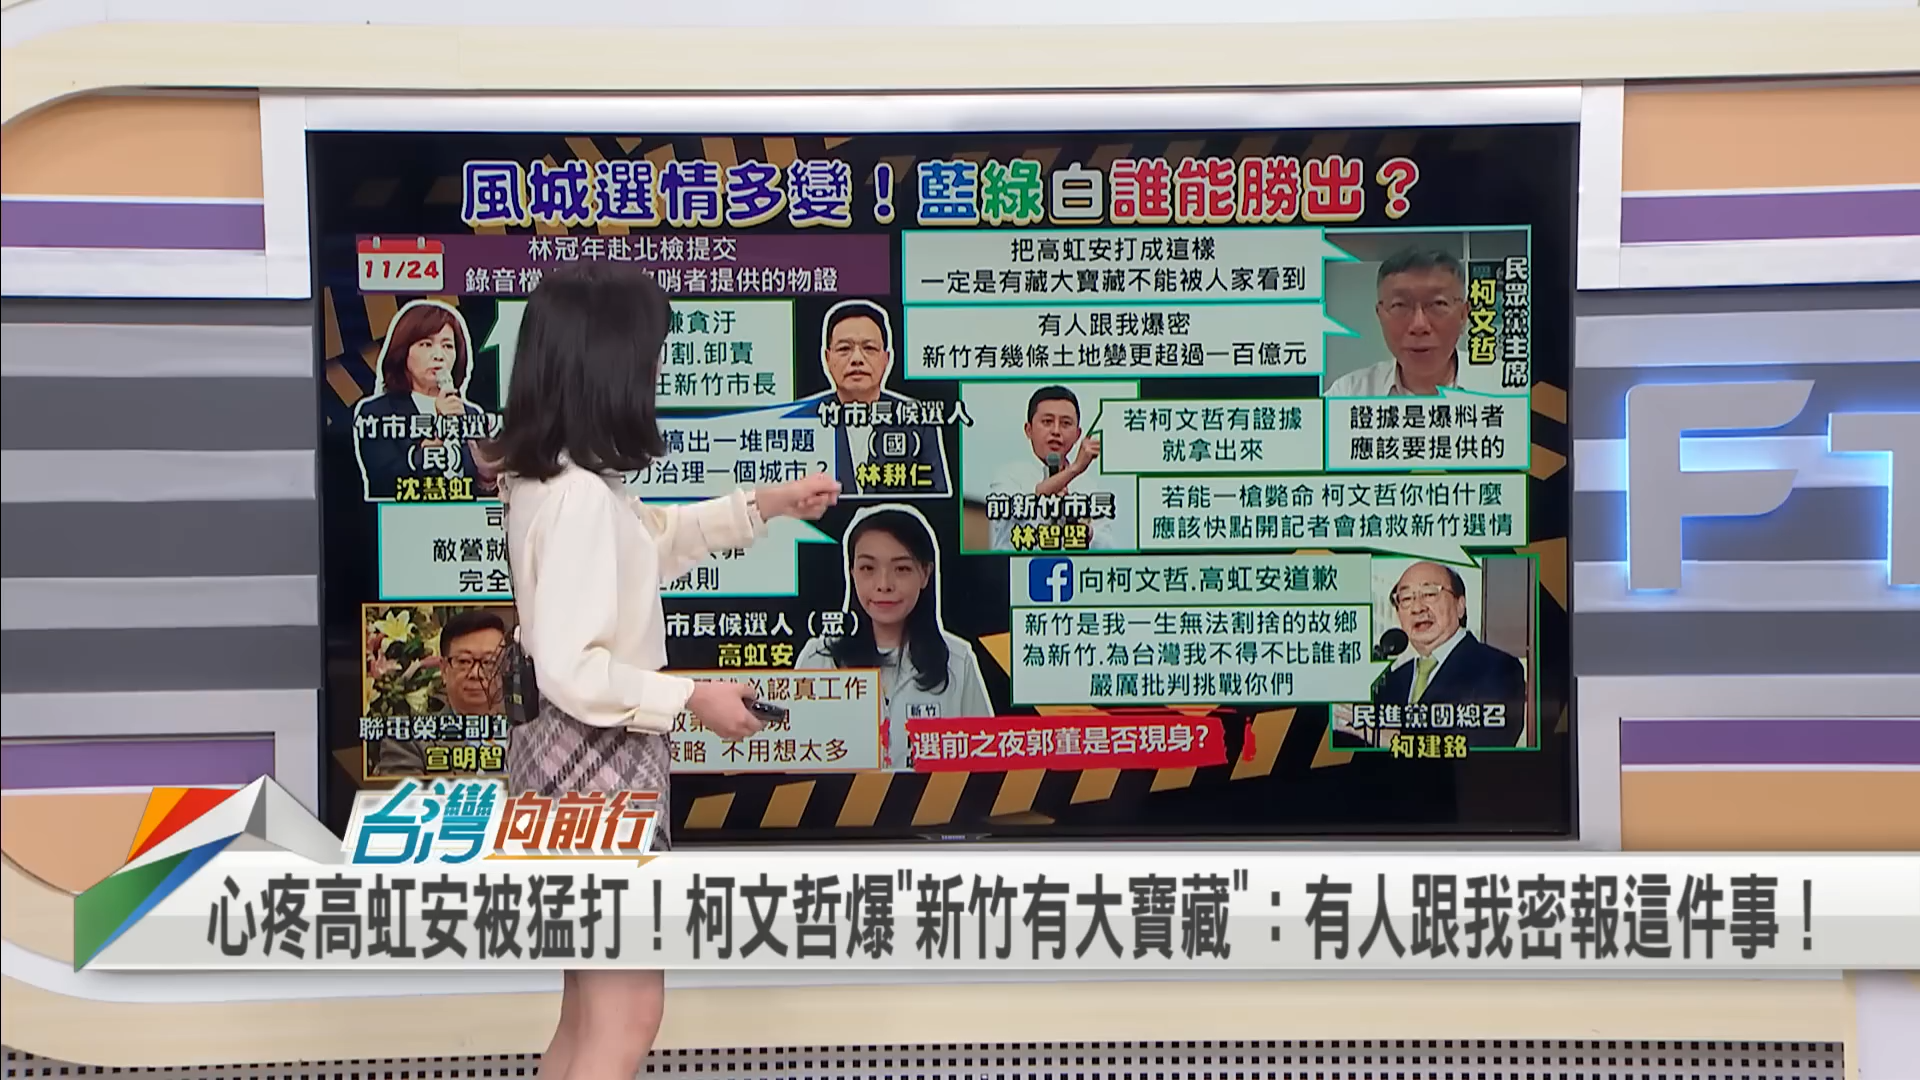 風城選情多變！藍綠白誰能勝出？
11/24
林冠年赴北檢提交
錄音檔 哨者提供的物證
嫌貪汙
割.卸責
任新竹市長
竹市長候選人
（民）
沈慧虹
竹市長候選人
（國）
林耕仁
搞出一堆問題
力治理一個城市？
司
敵營就 罪
完全 原則
市長候選人（眾）
高虹安
新竹
聯電榮譽副董
宣明智
必認真工作
現
策略 不用想太多
把高虹安打成這樣
一定是有藏大寶藏不能被人家看到
有人跟我爆密
新竹有幾條土地變更超過一百億元
民眾黨主席
柯文哲
若柯文哲有證據
就拿出來
證據是爆料者
應該要提供的
前新竹市長
林智堅
若能一槍斃命 柯文哲你怕什麼
應該快點開記者會搶救新竹選情
f 向柯文哲.高虹安道歉
新竹是我一生無法割捨的故鄉
為新竹.為台灣我不得不比誰都
嚴厲批判挑戰你們
民進黨團總召
柯建銘
選前之夜郭董是否現身?
SAMSUNG
FT
台灣向前行
心疼高虹安被猛打！柯文哲爆"新竹有大寶藏"：有人跟我密報這件事！